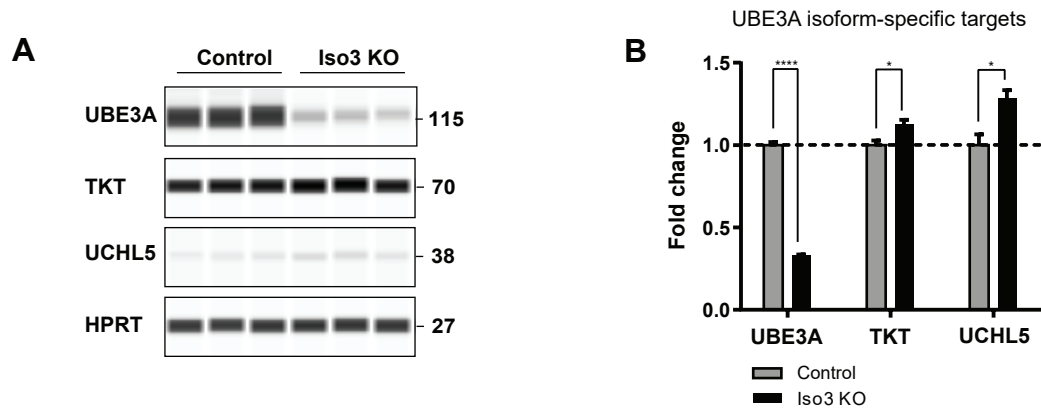 A
Control Iso3 KO
UBE3A 115
TKT 70
UCHL5 38
HPRT 27
UBE3A isoform-specific targets
B
**** * *
1.5
1.0
0.5
0.0
Fold change
UBE3A TKT UCHL5
Control
Iso3 KO